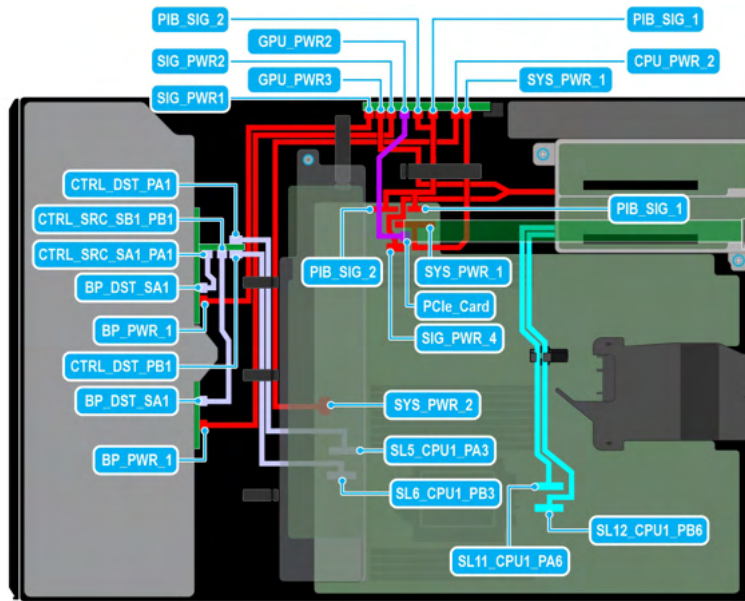 PIB_SIG_2
PIB_SIG_1
GPU_PWR2
SIG_PWR2
CPU_PWR_2
GPU_PWR3
SYS_PWR_1
SIG_PWR1
CTRL_DST_PA1
CTRL_SRC_SB1_PB1
PIB_SIG_1
CTRL_SRC_SA1_PA1
PIB_SIG_2
SYS_PWR_1
BP_DST_SA1
PCIe_Card
BP_PWR_1
SIG_PWR_4
CTRL_DST_PB1
BP_DST_SA1
SYS_PWR_2
BP_PWR_1
SL5_CPU1_PA3
SL6_CPU1_PB3
SL12_CPU1_PB6
SL11_CPU1_PA6